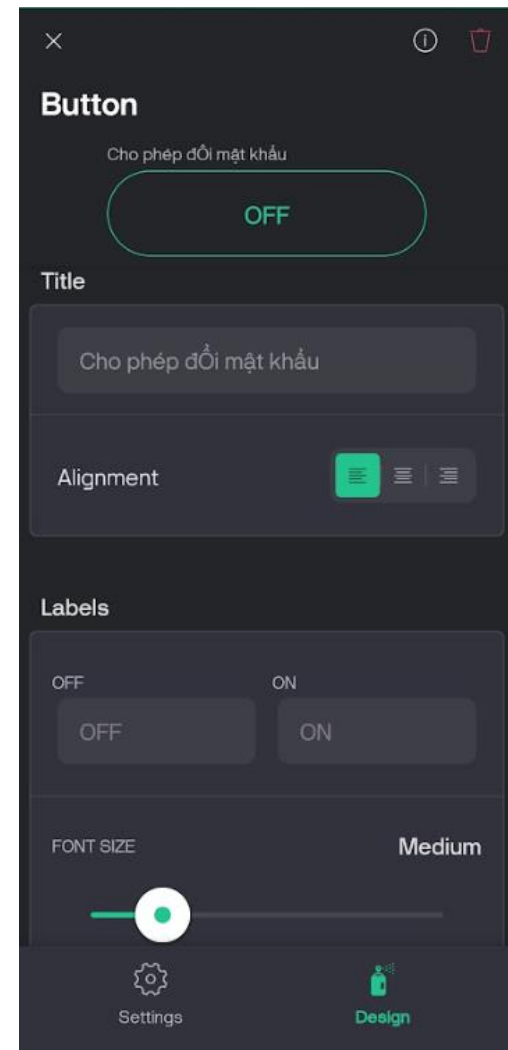 Button
Cho phép đổi mật khẩu
OFF
Title
Cho phép đổi mật khẩu
Alignment
Labels
OFF ON
OFF ON
FONT SIZE Medium
Settings Design